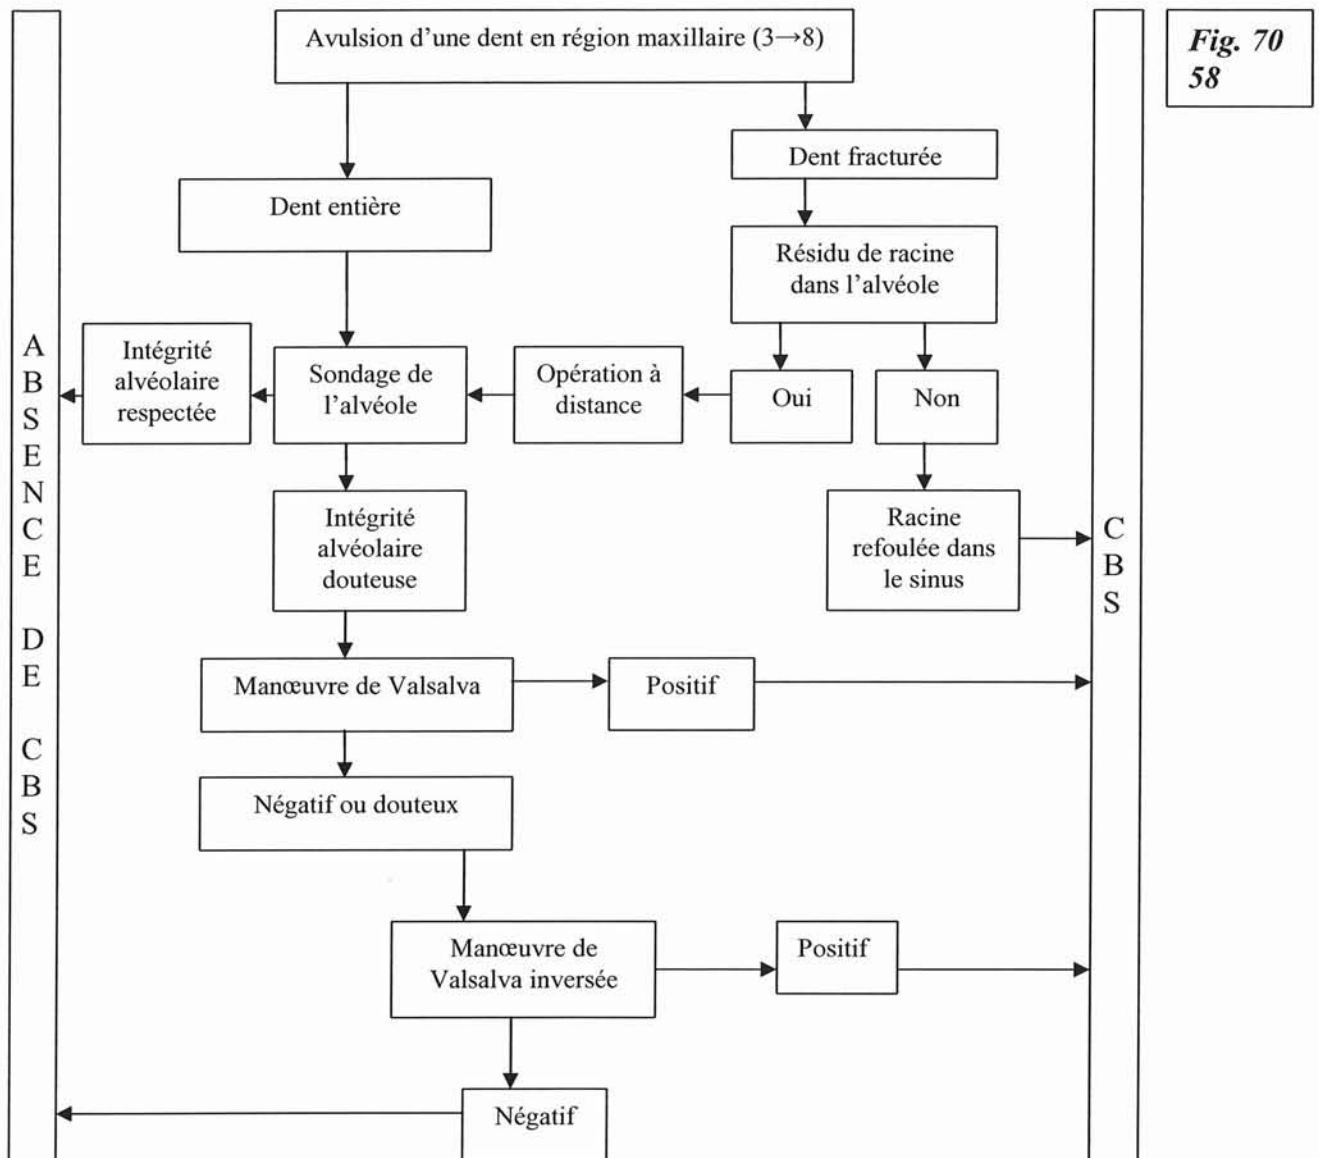 Avulsion d’une dent en région maxillaire (3→8)
Fig. 70
58
Dent fracturée
Dent entière
Résidu de racine
dans l’alvéole
Intégrité
alvéolaire
respectée
Sondage de
l’alvéole
Opération à
distance
Oui
Non
Intégrité
alvéolaire
douteuse
Racine
refoulée dans
le sinus
Manœuvre de Valsalva
Positif
Négatif ou douteux
Manœuvre de
Valsalva inversée
Positif
Négatif
A
B
S
E
N
C
E
D
E
C
B
S
C
B
S